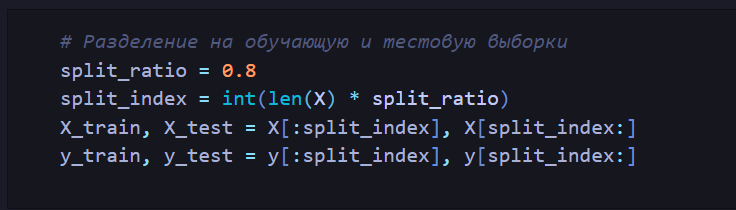 # Разделение на обучающую и тестовую выборки
split_ratio = 0.8
split_index = int(len(X) * split_ratio)
X_train, X_test = X[:split_index], X[split_index:]
y_train, y_test = y[:split_index], y[split_index:]